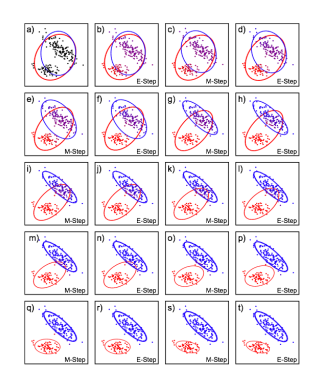 a)
b)
E-Step
c)
M-Step
d)
E-Step
e)
M-Step
f)
E-Step
g)
M-Step
h)
E-Step
i)
M-Step
j)
E-Step
k)
M-Step
l)
E-Step
m)
M-Step
n)
E-Step
o)
M-Step
p)
E-Step
q)
M-Step
r)
E-Step
s)
M-Step
t)
E-Step